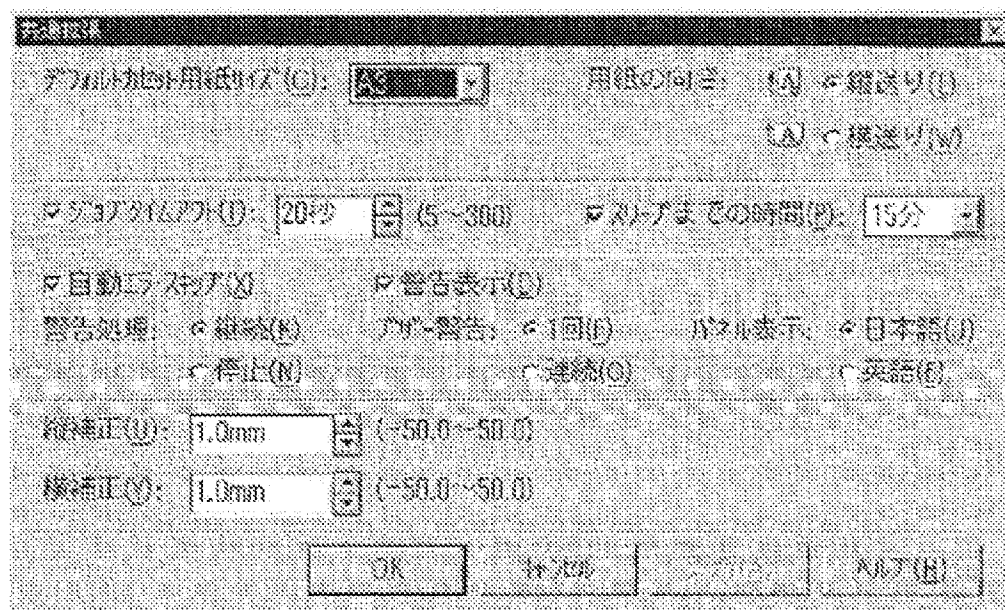 共通拡張
デフォルトカセット用紙サイズ(C): 用紙の向き: 縦送り(L)
横送り(W)
ジョブタイムアウト(T): 20秒 (5~300) スリープまでの時間(P): 15分
自動エラースキップ(X) 警告表示(D)
警告処理: 継続(K) ブザー警告: 1回(I) パネル表示: 日本語(J)
停止(N) 連続(O) 英語(E)
縦補正(U): 1.0mm (-50.0~50.0)
横補正(Y): 1.0mm (-50.0~50.0)
OK キャンセル ヘルプ(H)